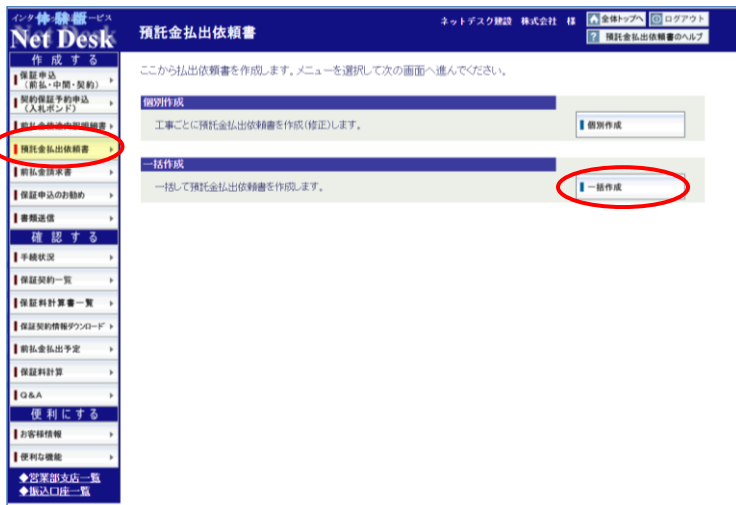 インタ 体験版 ービス
Net Desk
預託金払出依頼書
ネットデスク建設 株式会社 様
全体トップへ
ログアウト
? 預託金払出依頼書のヘルプ
作成する
保証申込
(前払・中間・契約)
契約保証予約申込
(入札ボンド)
前払金使途内訳明細書
預託金払出依頼書
前払金請求書
保証申込のお勧め
書類送信
確認する
手続状況
保証契約一覧
保証料計算書一覧
保証契約情報ダウンロード
前払金払出予定
保証料計算
Q&A
便利にする
お客様情報
便利な機能
◆営業部支店一覧
◆振込口座一覧
ここから払出依頼書を作成します。メニューを選択して次の画面へ進んでください。
個別作成
工事ごとに預託金払出依頼書を作成(修正)します。
個別作成
一括作成
一括して預託金払出依頼書を作成します。
一括作成